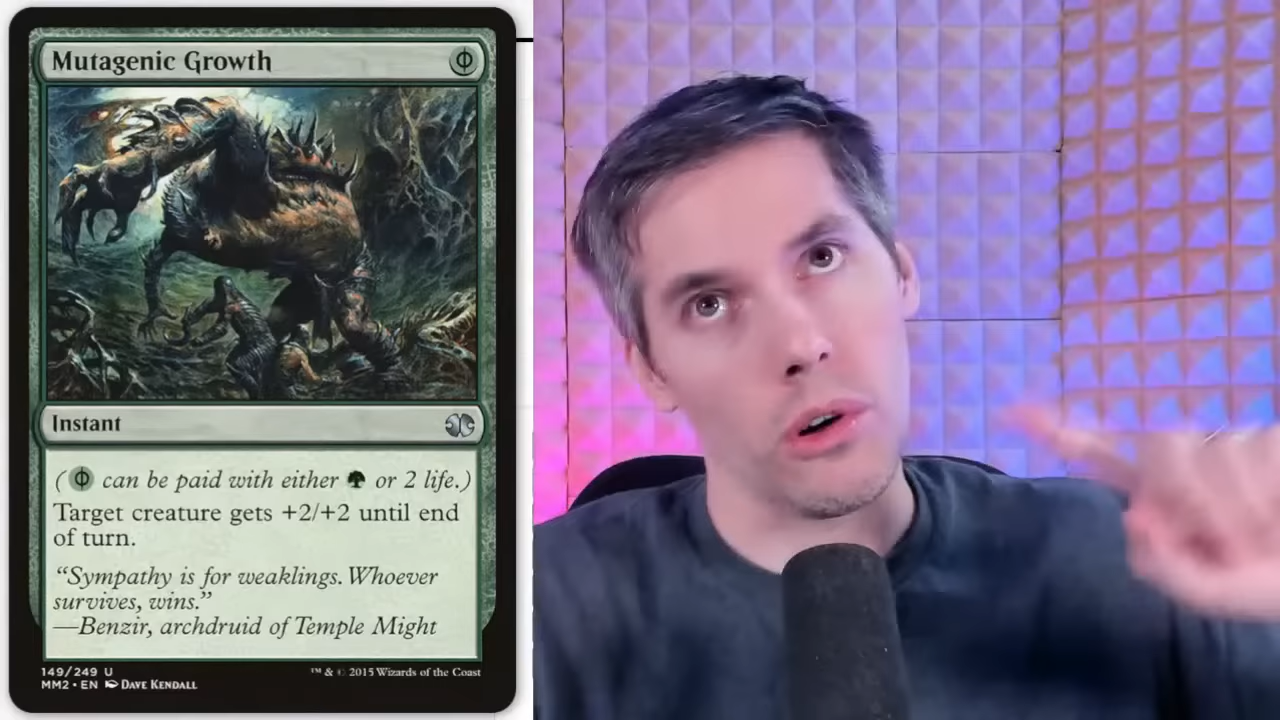 Mutagenic Growth
Instant
( can be paid with either or 2 life.)
Target creature gets +2/+2 until end
of turn.
“Sympathy is for weaklings. Whoever
survives, wins.”
—Benzir, archdruid of Temple Might
149/249 U
™ & © 2015 Wizards of the Coast
MM2 • EN DAVE KENDALL